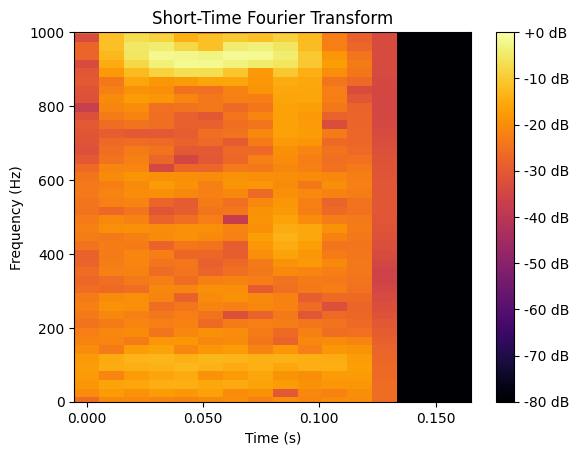 Short-Time Fourier Transform
1000
800
600
400
200
0
Frequency (Hz)
0.000
0.050
0.100
0.150
Time (s)
+0 dB
-10 dB
-20 dB
-30 dB
-40 dB
-50 dB
-60 dB
-70 dB
-80 dB